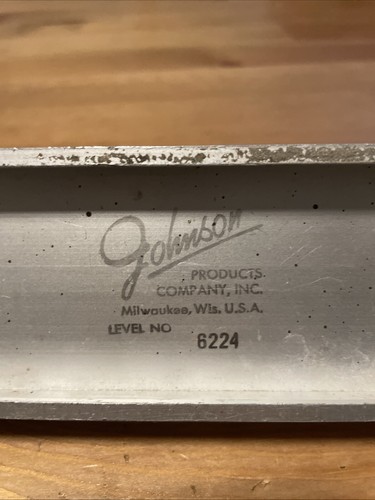 Johnson
PRODUCTS
COMPANY, INC.
Milwaukee, Wis. U.S.A.
LEVEL NO
6224